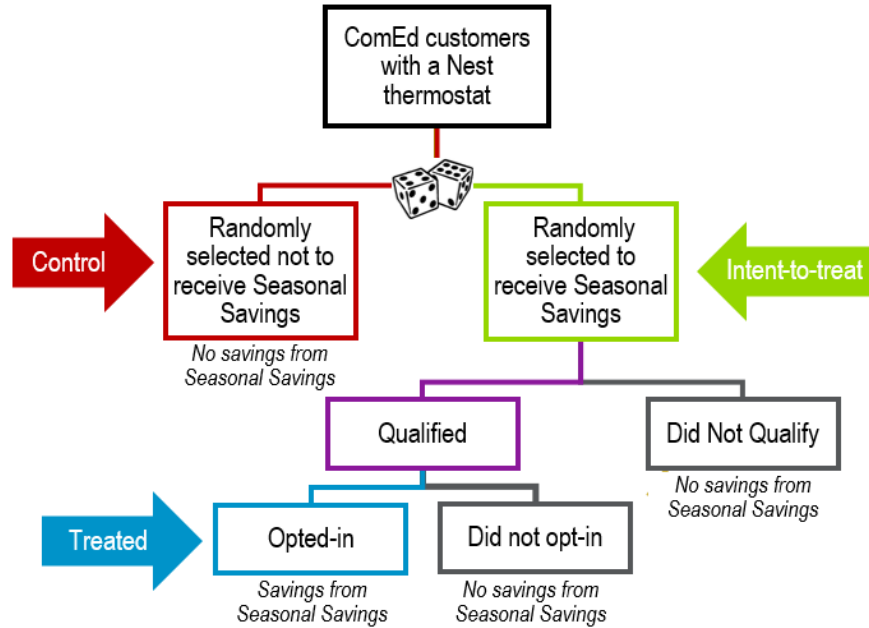 ComEd customers
with a Nest
thermostat
Control
Randomly
selected not to
receive Seasonal
Savings
No savings from
Seasonal Savings
Randomly
selected to
receive Seasonal
Savings
Intent-to-treat
Qualified
Did Not Qualify
No savings from
Seasonal Savings
Treated
Opted-in
Savings from
Seasonal Savings
Did not opt-in
No savings from
Seasonal Savings